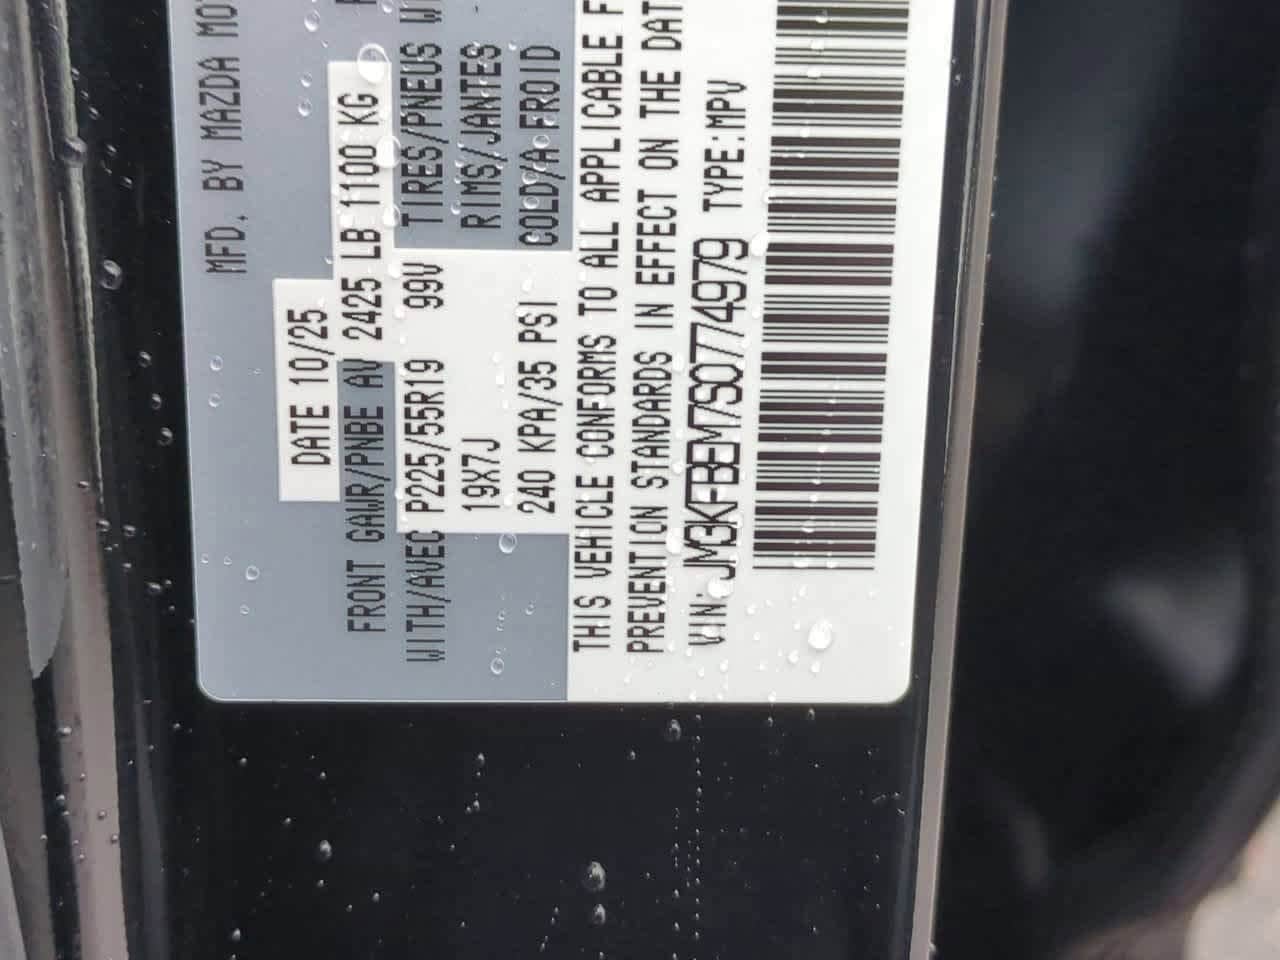 MFD. BY MAZDA MOT
DATE 10/25
FRONT GAWR/PNBE AV 2425 LB 1100 KG
WITH/AVEC P225/55R19 99V TIRES/PNEUS WI
19X7J RIMS/JANTES
240 KPA/35 PSI COLD/A FROID
THIS VEHICLE CONFORMS TO ALL APPLICABLE F
PREVENTION STANDARDS IN EFFECT ON THE DAT
VIN: JM3KFBEM7S0774979 TYPE:MPV